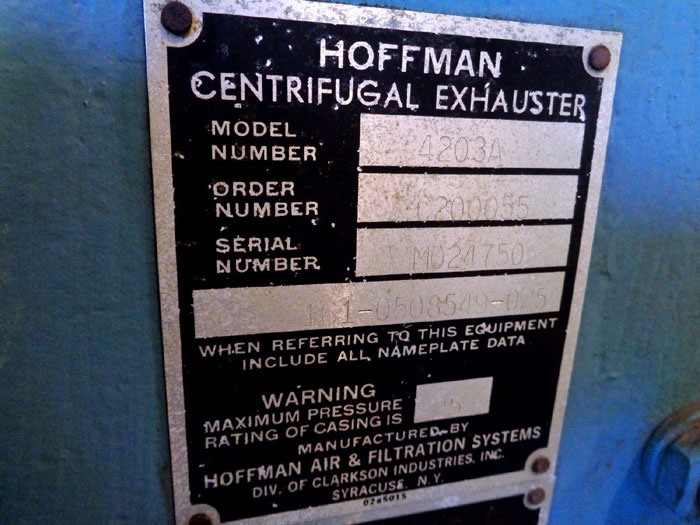 HOFFMAN
CENTRIFUGAL EXHAUSTER
MODEL NUMBER 4203A
ORDER NUMBER C200055
SERIAL NUMBER
WHEN REFERRING TO THIS EQUIPMENT
INCLUDE ALL NAMEPLATE DATA
WARNING
MAXIMUM PRESSURE
RATING OF CASING IS
MANUFACTURED BY
HOFFMAN AIR & FILTRATION SYSTEMS
DIV. OF CLARKSON INDUSTRIES, INC.
SYRACUSE, N.Y.